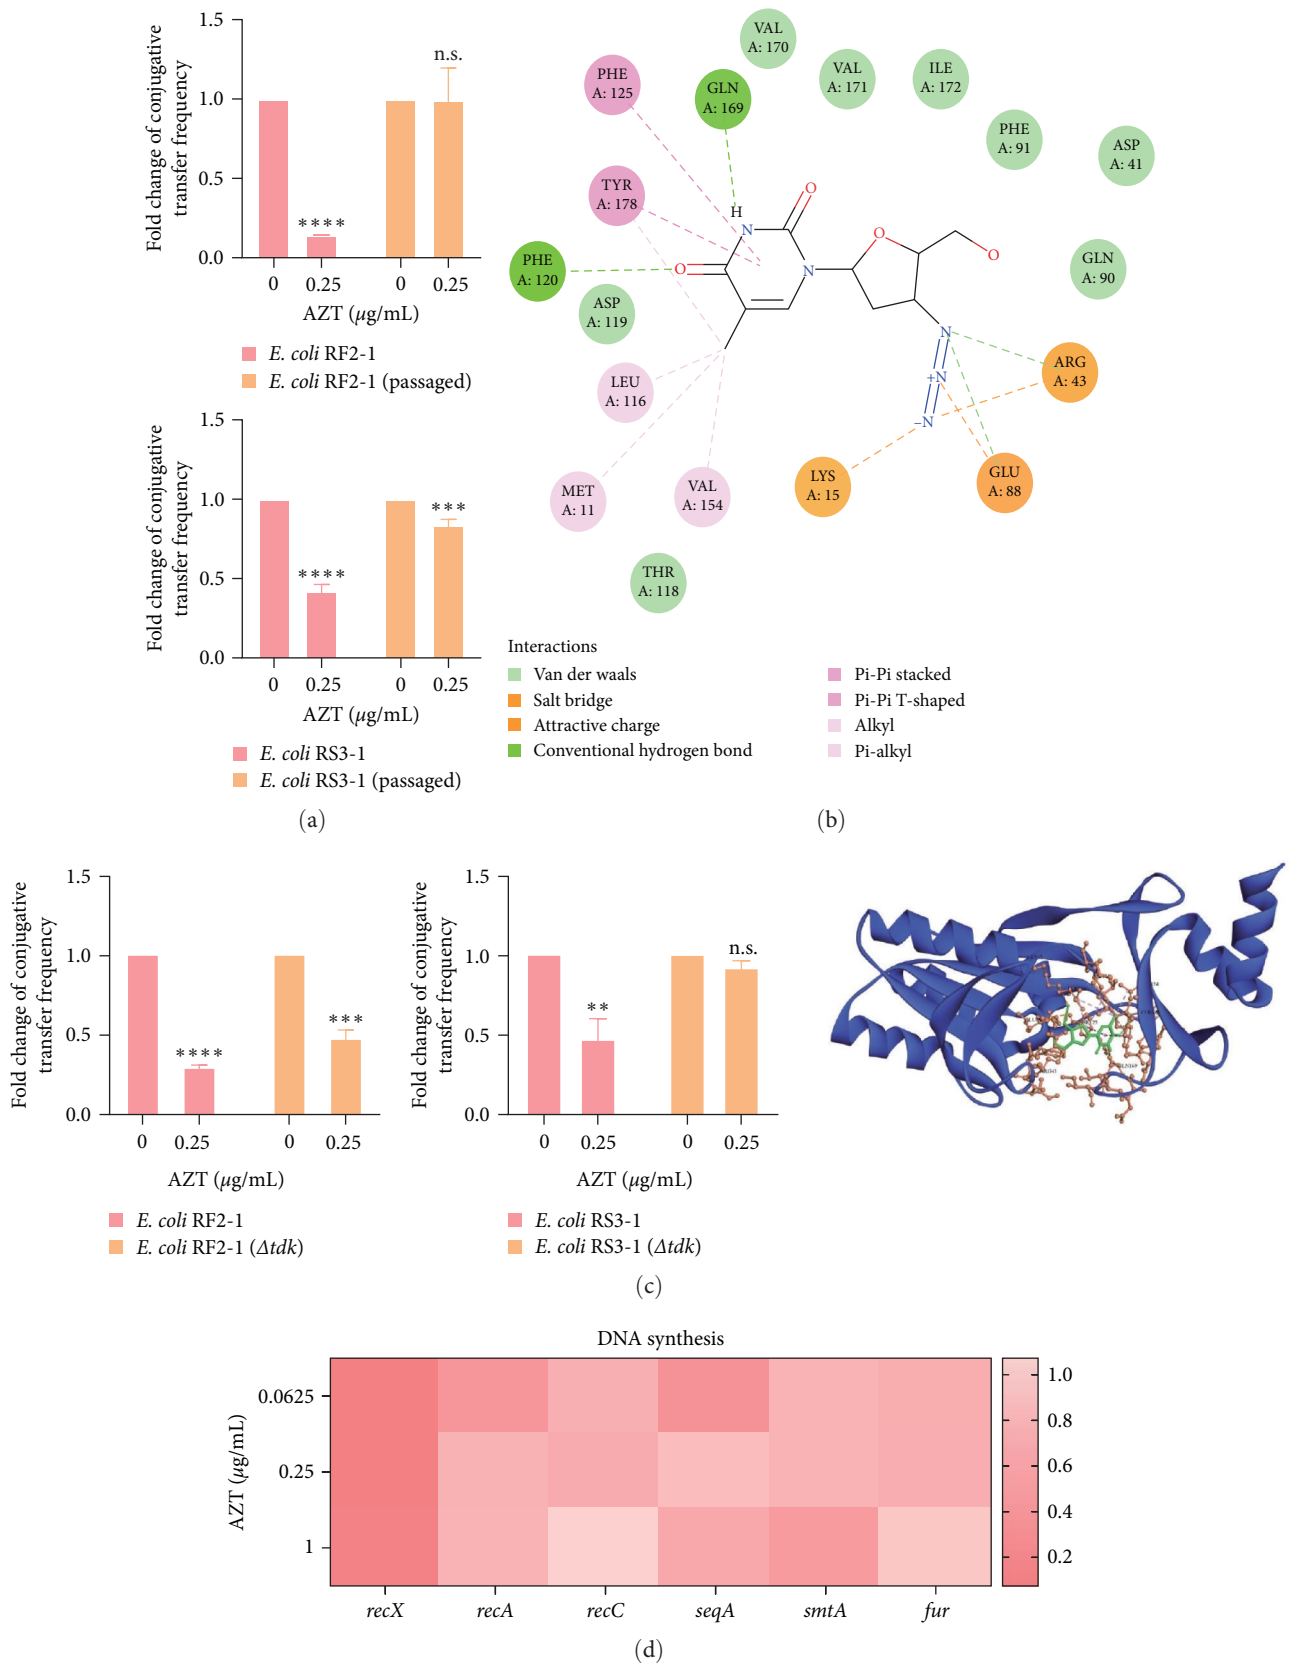 1.5
1.0
0.5
0.0
Fold change of conjugative
transfer frequency
n.s.
****
0 0.25 0 0.25
AZT (µg/mL)
E. coli RF2-1
E. coli RF2-1 (passaged)
1.5
1.0
0.5
0.0
Fold change of conjugative
transfer frequency
****
***
0 0.25 0 0.25
AZT (µg/mL)
E. coli RS3-1
E. coli RS3-1 (passaged)
(a)
VAL
A: 170
PHE
A: 125
GLN
A: 169
VAL
A: 171
ILE
A: 172
PHE
A: 91
ASP
A: 41
TYR
A: 178
H
N
O
O
N
O
O
PHE
A: 120
ASP
A: 119
GLN
A: 90
LEU
A: 116
N
+N
−N
ARG
A: 43
MET
A: 11
VAL
A: 154
LYS
A: 15
GLU
A: 88
THR
A: 118
Interactions
Van der waals
Salt bridge
Attractive charge
Conventional hydrogen bond
Pi-Pi stacked
Pi-Pi T-shaped
Alkyl
Pi-alkyl
(b)
1.5
1.0
0.5
0.0
Fold change of conjugative
transfer frequency
****
***
0 0.25 0 0.25
AZT (µg/mL)
E. coli RF2-1
E. coli RF2-1 (Δtdk)
1.5
1.0
0.5
0.0
Fold change of conjugative
transfer frequency
**
n.s.
0 0.25 0 0.25
AZT (µg/mL)
E. coli RS3-1
E. coli RS3-1 (Δtdk)
(c)
DNA synthesis
AZT (µg/mL)
0.0625
0.25
1
recX recA recC seqA smtA fur
1.0
0.8
0.6
0.4
0.2
(d)